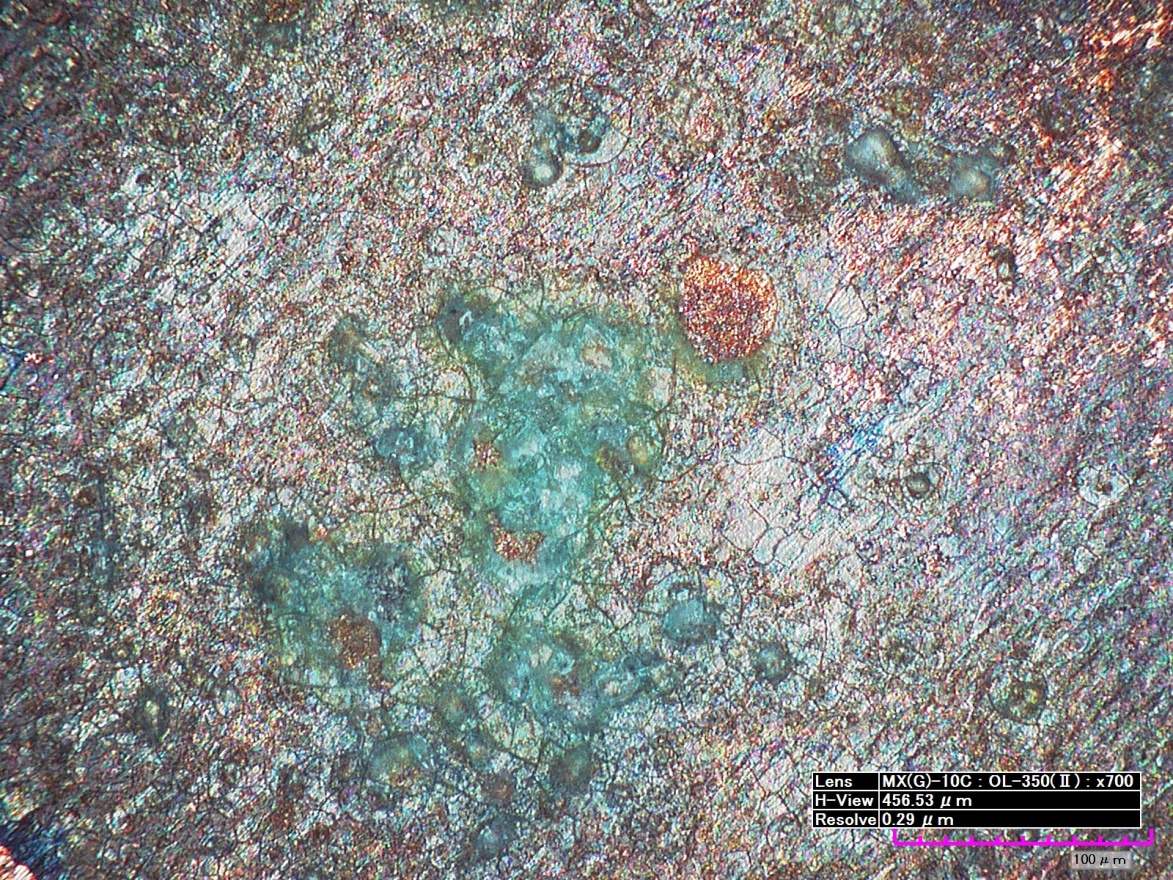 Lens MX(G)-10C : OL-350(Ⅱ) : x700
H-View 456.53 μm
Resolve 0.29 μm
100 μm